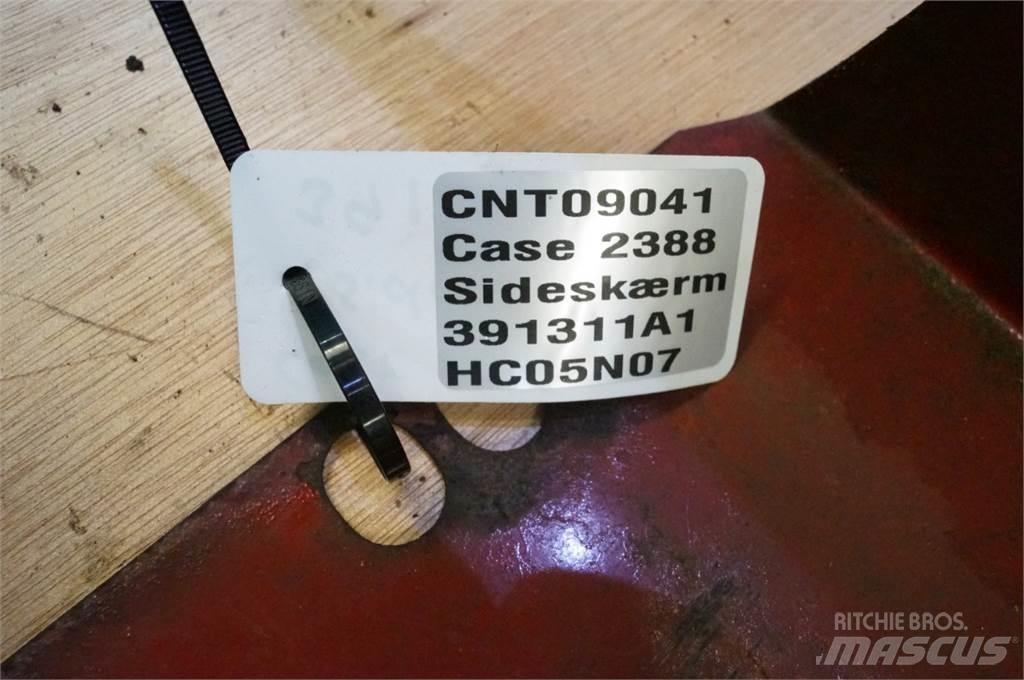 CNT09041
Case 2388
Sideskærm
391311A1
HC05N07
RITCHIE BROS.
MASCUS